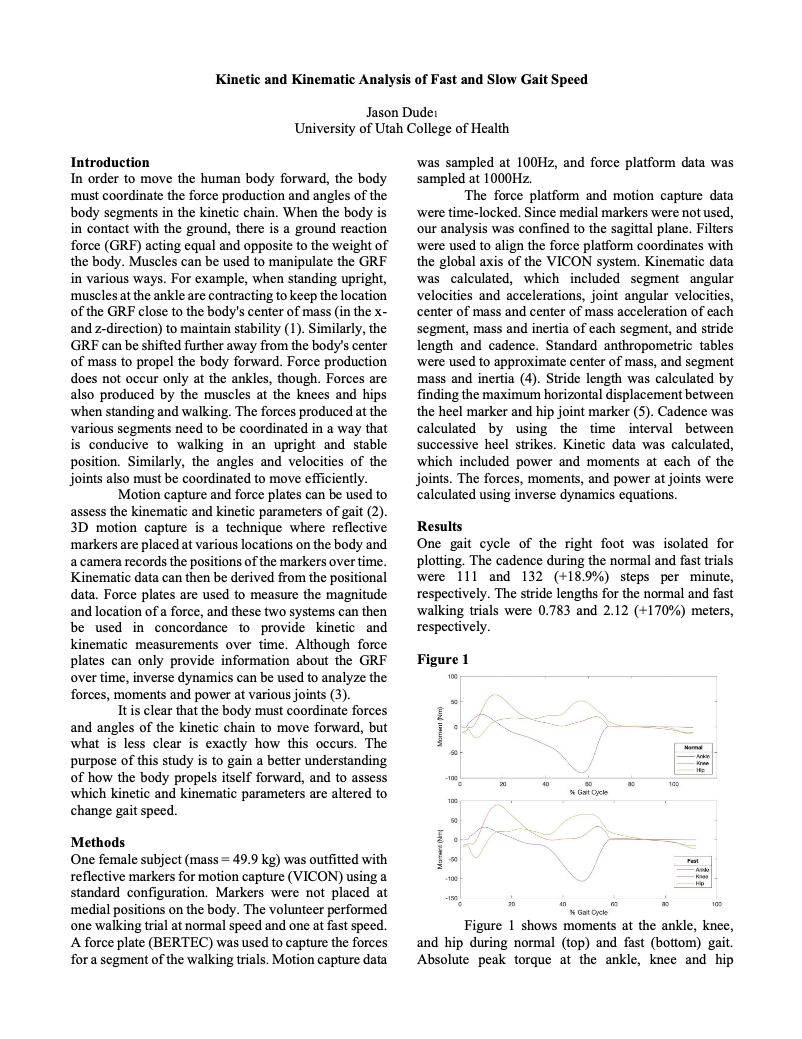 Kinetic and Kinematic Analysis of Fast and Slow Gait Speed
Jason Dude1
University of Utah College of Health
Introduction
In order to move the human body forward, the body
must coordinate the force production and angles of the
body segments in the kinetic chain. When the body is
in contact with the ground, there is a ground reaction
force (GRF) acting equal and opposite to the weight of
the body. Muscles can be used to manipulate the GRF
in various ways. For example, when standing upright,
muscles at the ankle are contracting to keep the location
of the GRF close to the body's center of mass (in the x-
and z-direction) to maintain stability (1). Similarly, the
GRF can be shifted further away from the body's center
of mass to propel the body forward. Force production
does not occur only at the ankles, though. Forces are
also produced by the muscles at the knees and hips
when standing and walking. The forces produced at the
various segments need to be coordinated in a way that
is conducive to walking in an upright and stable
position. Similarly, the angles and velocities of the
joints also must be coordinated to move efficiently.
Motion capture and force plates can be used to
assess the kinematic and kinetic parameters of gait (2).
3D motion capture is a technique where reflective
markers are placed at various locations on the body and
a camera records the positions of the markers over time.
Kinematic data can then be derived from the positional
data. Force plates are used to measure the magnitude
and location of a force, and these two systems can then
be used in concordance to provide kinetic and
kinematic measurements over time. Although force
plates can only provide information about the GRF
over time, inverse dynamics can be used to analyze the
forces, moments and power at various joints (3).
It is clear that the body must coordinate forces
and angles of the kinetic chain to move forward, but
what is less clear is exactly how this occurs. The
purpose of this study is to gain a better understanding
of how the body propels itself forward, and to assess
which kinetic and kinematic parameters are altered to
change gait speed.
Methods
One female subject (mass = 49.9 kg) was outfitted with
reflective markers for motion capture (VICON) using a
standard configuration. Markers were not placed at
medial positions on the body. The volunteer performed
one walking trial at normal speed and one at fast speed.
A force plate (BERTEC) was used to capture the forces
for a segment of the walking trials. Motion capture data
was sampled at 100Hz, and force platform data was
sampled at 1000Hz.
The force platform and motion capture data
were time-locked. Since medial markers were not used,
our analysis was confined to the sagittal plane. Filters
were used to align the force platform coordinates with
the global axis of the VICON system. Kinematic data
was calculated, which included segment angular
velocities and accelerations, joint angular velocities,
center of mass and center of mass acceleration of each
segment, mass and inertia of each segment, and stride
length and cadence. Standard anthropometric tables
were used to approximate center of mass, and segment
mass and inertia (4). Stride length was calculated by
finding the maximum horizontal displacement between
the heel marker and hip joint marker (5). Cadence was
calculated by using the time interval between
successive heel strikes. Kinetic data was calculated,
which included power and moments at each of the
joints. The forces, moments, and power at joints were
calculated using inverse dynamics equations.
Results
One gait cycle of the right foot was isolated for
plotting. The cadence during the normal and fast trials
were 111 and 132 (+18.9%) steps per minute,
respectively. The stride lengths for the normal and fast
walking trials were 0.783 and 2.12 (+170%) meters,
respectively.
Figure 1
100
50
0
-50
-100
Moment (Nm)
0 20 40 60 80 100
% Gait Cycle
Normal
Ankle
Knee
Hip
100
50
0
-50
-100
-150
Moment (Nm)
0 20 40 60 80 100
% Gait Cycle
Fast
Ankle
Knee
Hip
Figure 1 shows moments at the ankle, knee,
and hip during normal (top) and fast (bottom) gait.
Absolute peak torque at the ankle, knee and hip